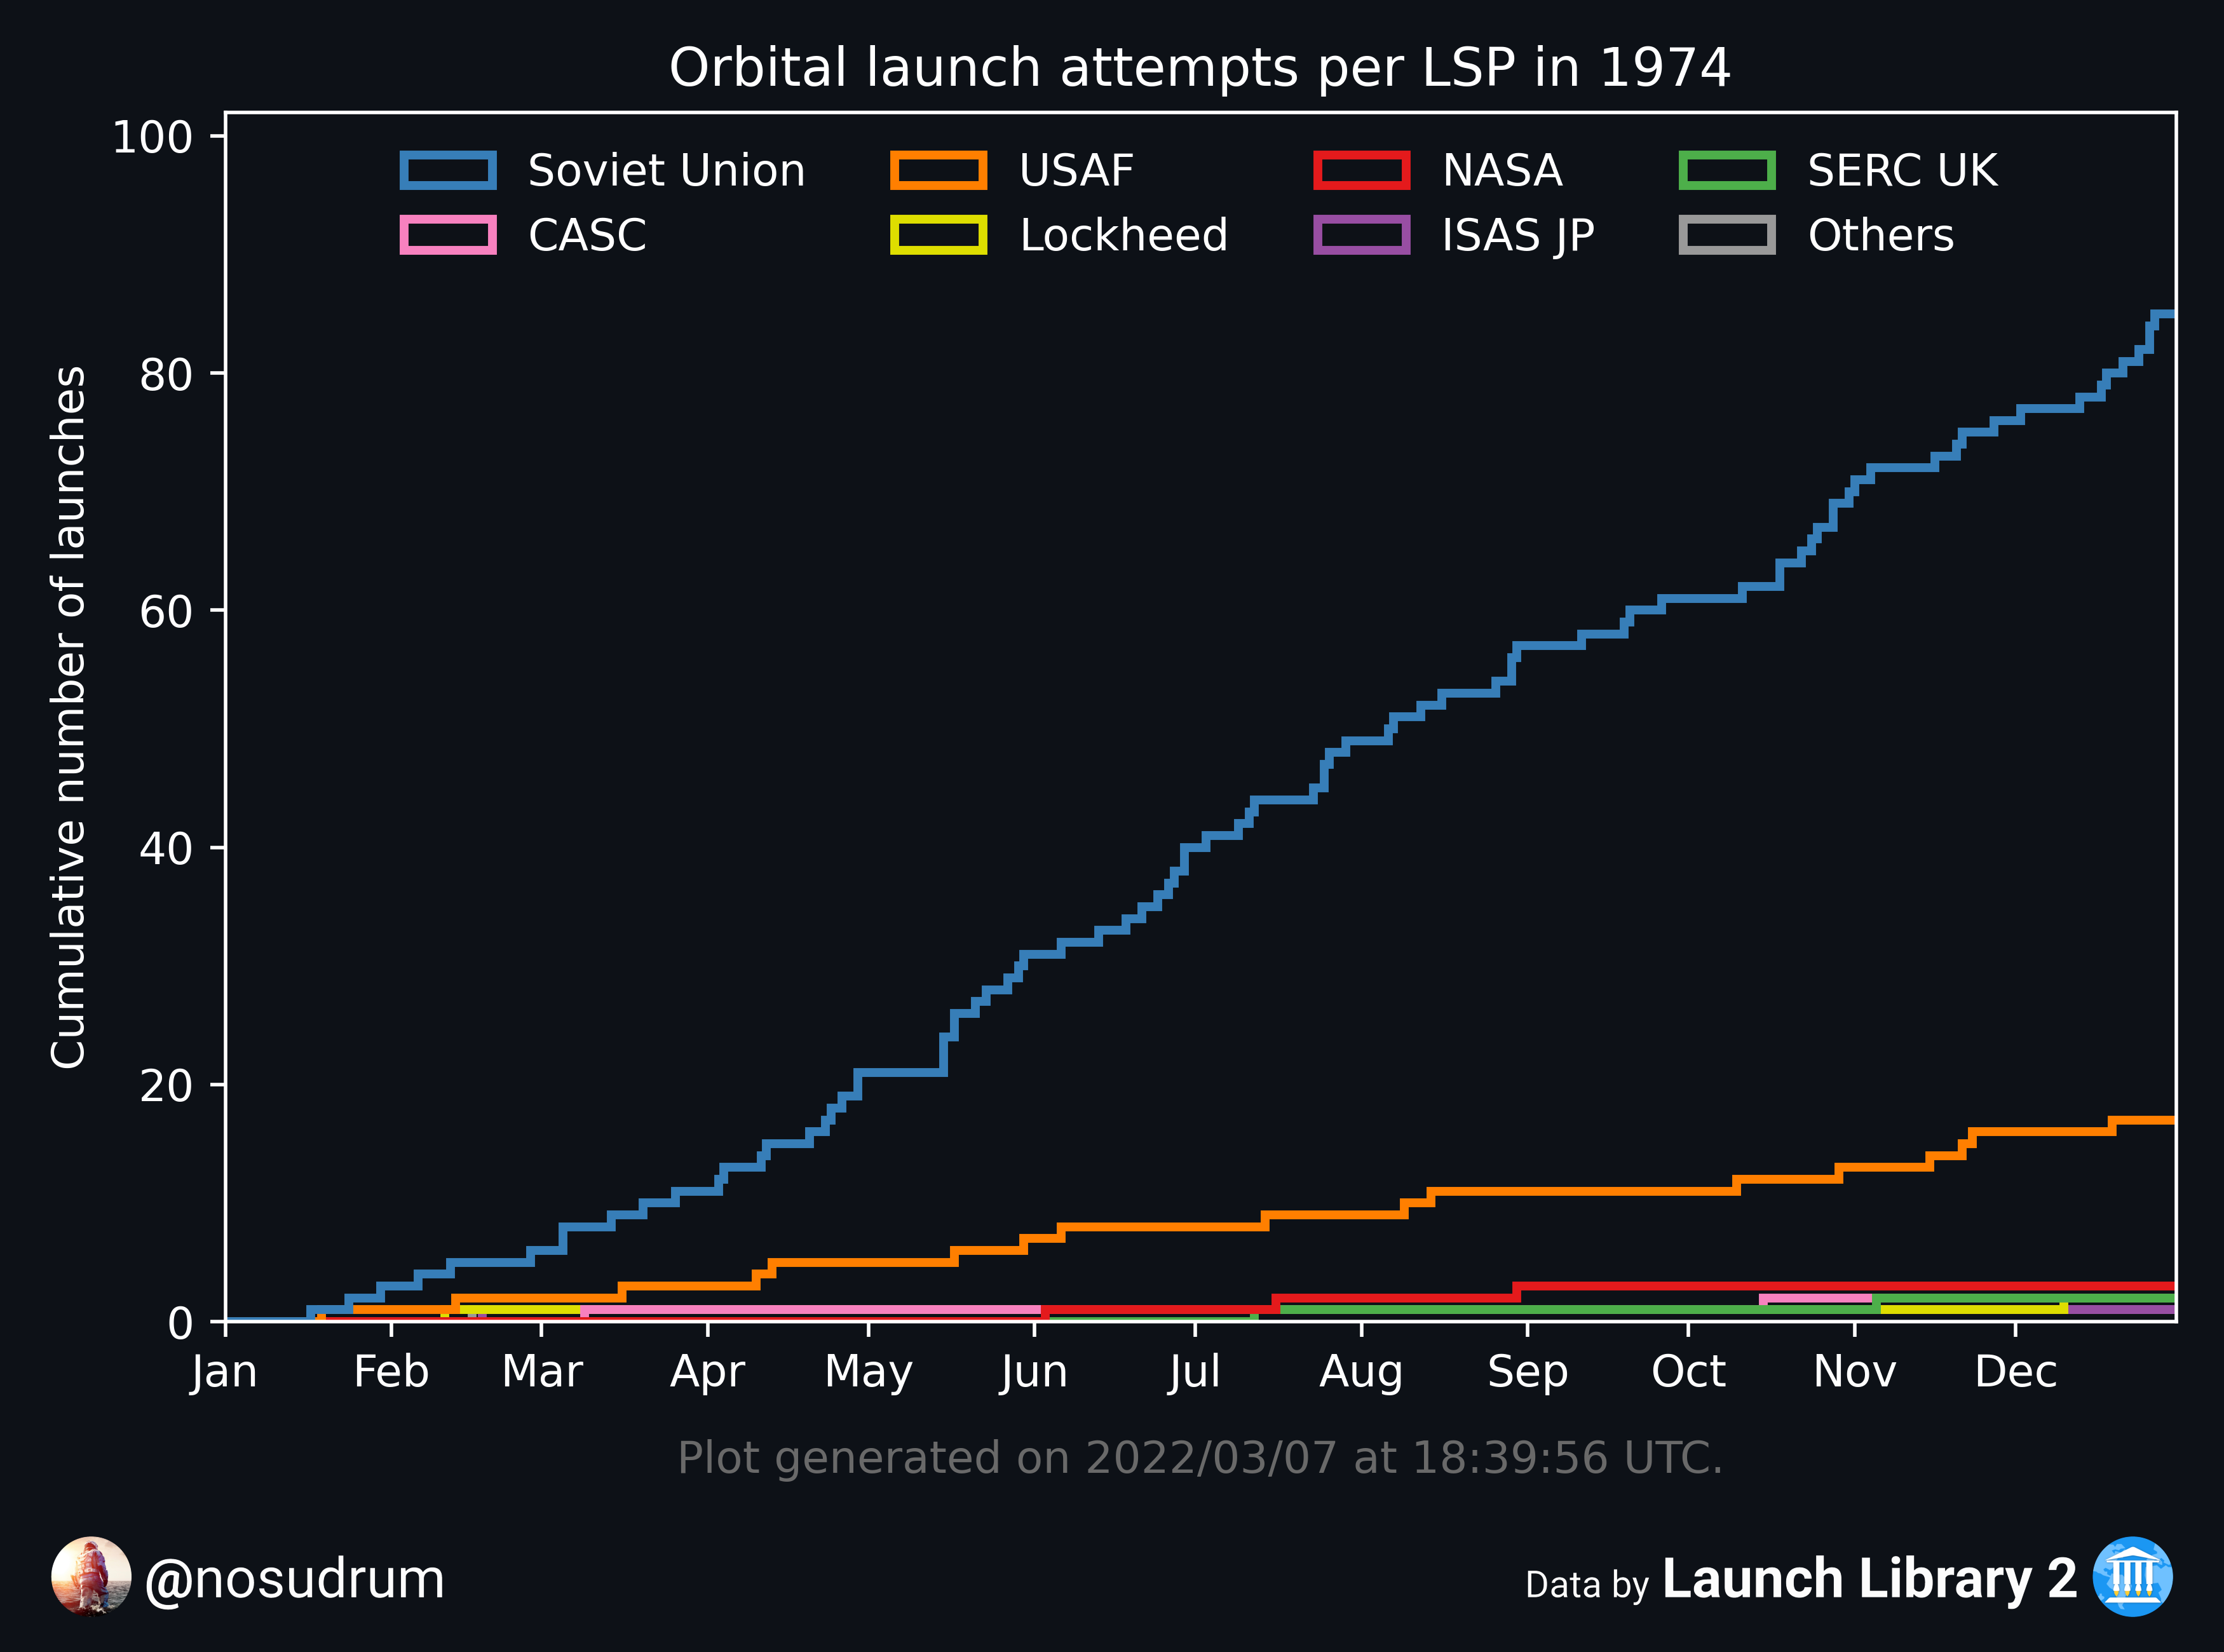 Orbital launch attempts per LSP in 1974
Soviet Union
USAF
NASA
SERC UK
CASC
Lockheed
ISAS JP
Others
Cumulative number of launches
100
80
60
40
20
0
Jan
Feb
Mar
Apr
May
Jun
Jul
Aug
Sep
Oct
Nov
Dec
Plot generated on 2022/03/07 at 18:39:56 UTC.
@nosudrum
Data by Launch Library 2